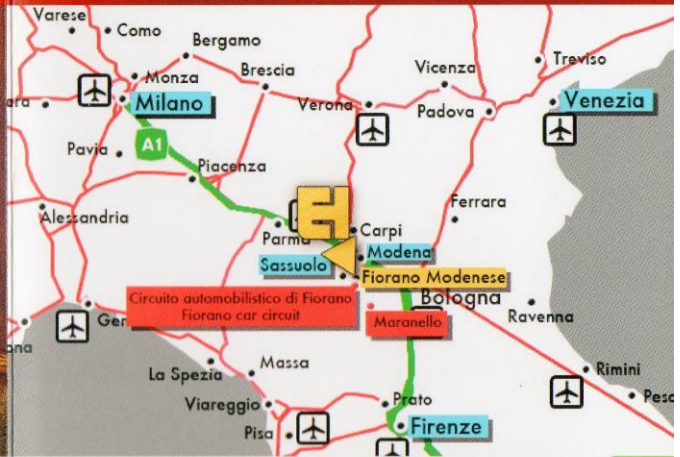 Varese
Como
Bergamo
Treviso
Monza
Brescia
Vicenza
Milano
Verona
Padova
Venezia
Pavia
A1
Piacenza
Alessandria
Ferrara
Parma
Carpi
Modena
Sassuolo
Fiorano Modenese
Circuito automobilistico di Fiorano
Fiorano car circuit
Bologna
Maranello
Ravenna
La Spezia
Massa
Rimini
Viareggio
Prato
Pisa
Firenze